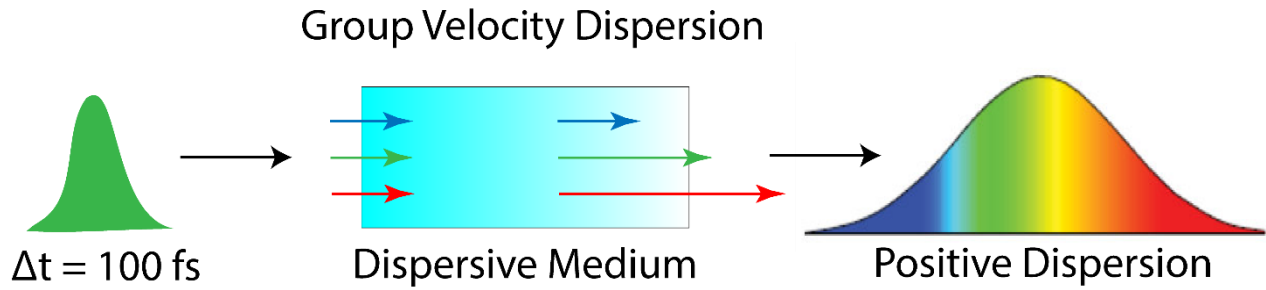 Group Velocity Dispersion
Δt = 100 fs
Dispersive Medium
Positive Dispersion